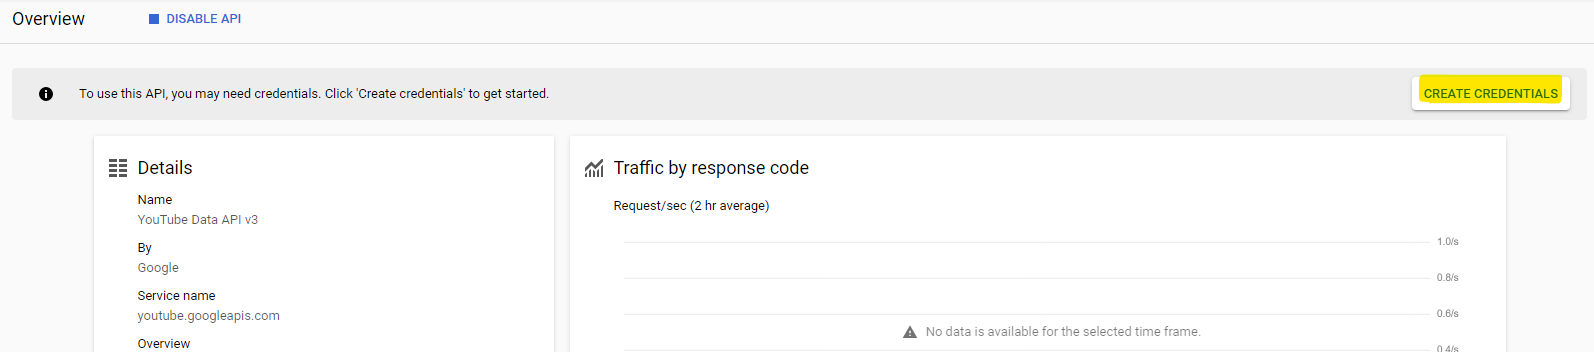 Overview
DISABLE API
To use this API, you may need credentials. Click 'Create credentials' to get started.
CREATE CREDENTIALS
Details
Name
YouTube Data API v3
By
Google
Service name
youtube.googleapis.com
Overview
Traffic by response code
Request/sec (2 hr average)
1.0/s
0.8/s
0.6/s
No data is available for the selected time frame.
0.4/s